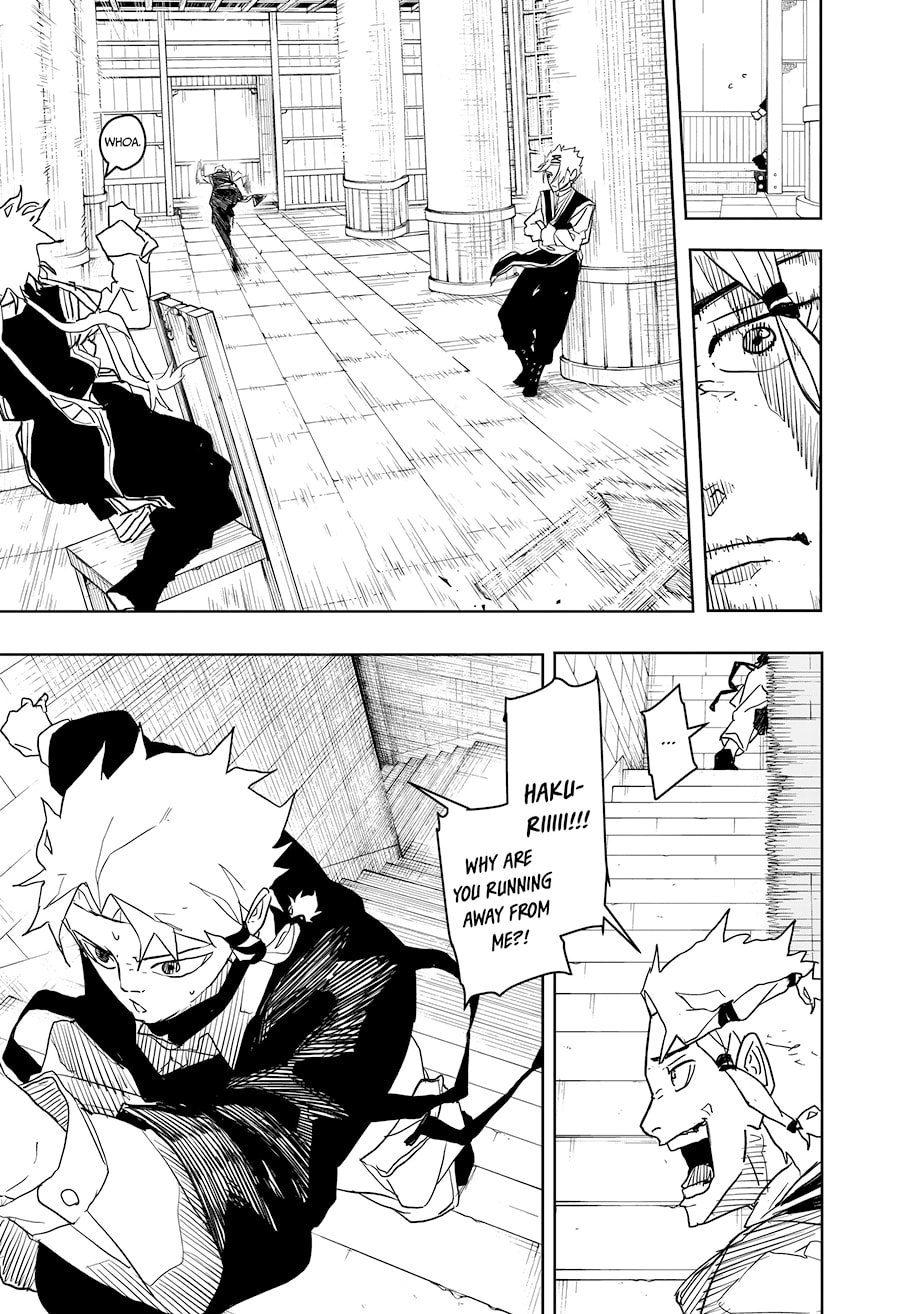 WHOA.
...
HAKU-
RIIIII!!!
WHY ARE
YOU RUNNING
AWAY FROM
ME?!